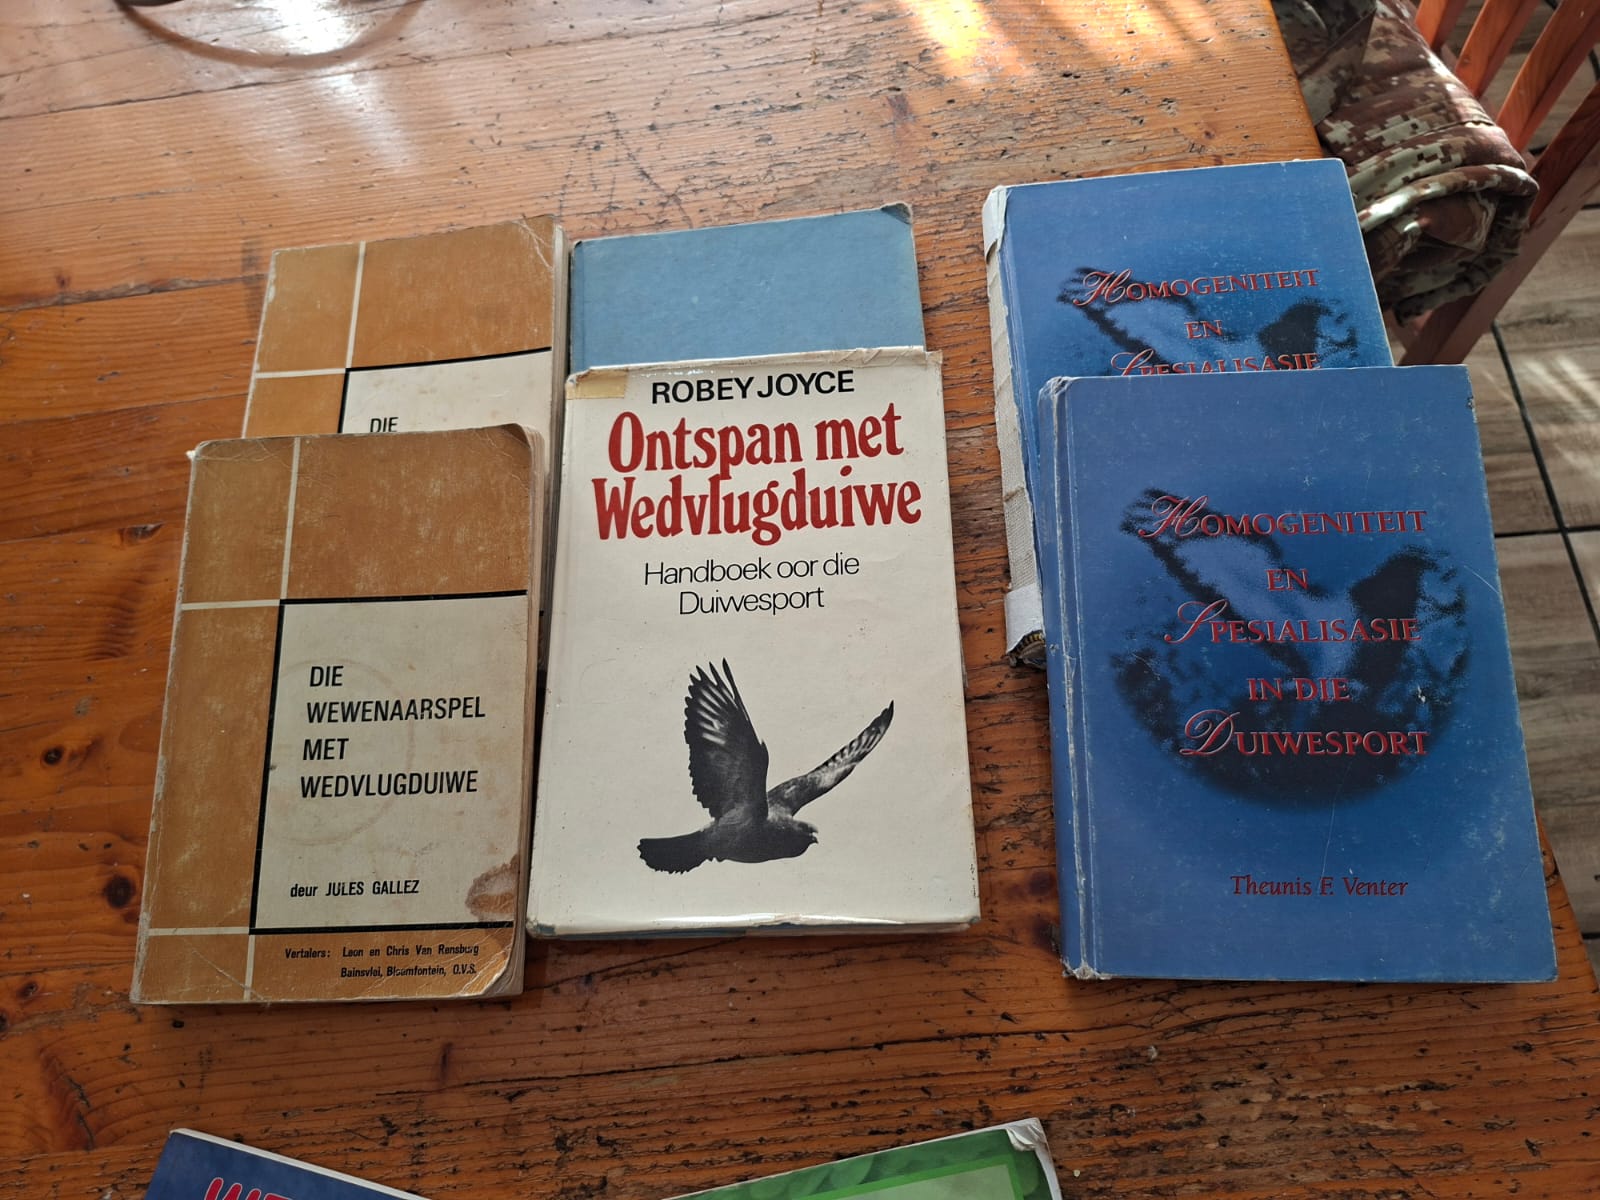 DIE
DIE
WEWENAARSPEL
MET
WEDVLUGDUIWE
deur JULES GALLEZ
Vertalers: Leon en Chris Van Rensburg
Bainsvlei, Bloemfontein, O.V.S.
ROBEY JOYCE
Ontspan met
Wedvlugduiwe
Handboek oor die
Duiwesport
HOMOGENITEIT
EN
SPESIALISASIE
HOMOGENITEIT
EN
SPESIALISASIE
IN DIE
DUIWESPORT
Theunis F. Venter